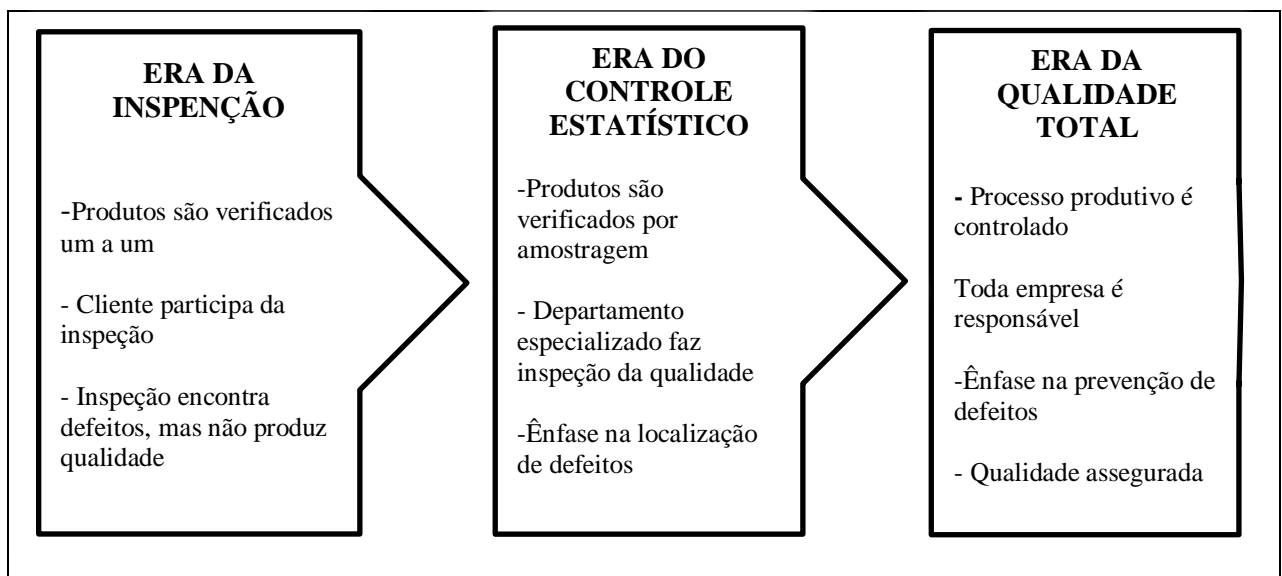 ERA DA
INSPENÇÃO
-Produtos são verificados
um a um
- Cliente participa da
inspeção
- Inspeção encontra
defeitos, mas não produz
qualidade
ERA DO
CONTROLE
ESTATÍSTICO
-Produtos são
verificados por
amostragem
- Departamento
especializado faz
inspeção da qualidade
-Ênfase na localização
de defeitos
ERA DA
QUALIDADE
TOTAL
- Processo produtivo é
controlado
Toda empresa é
responsável
-Ênfase na prevenção de
defeitos
- Qualidade assegurada